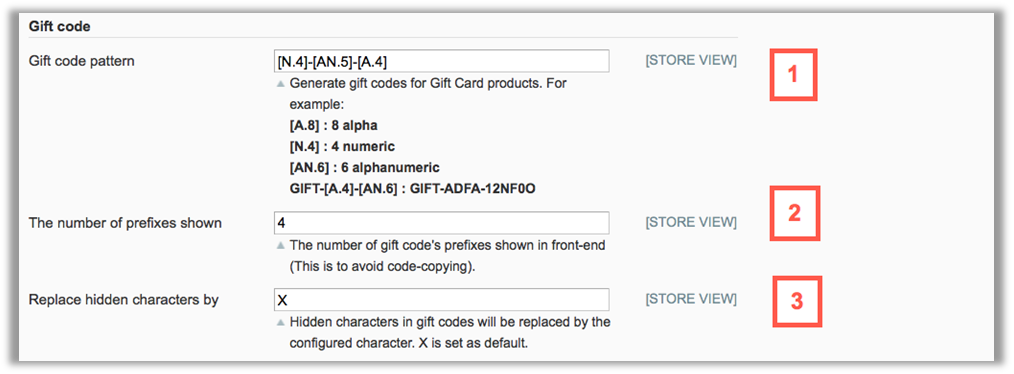 Gift code
Gift code pattern [N.4]-[AN.5]-[A.4] [STORE VIEW] 1
Generate gift codes for Gift Card products. For
example:
[A.8] : 8 alpha
[N.4] : 4 numeric
[AN.6] : 6 alphanumeric
GIFT-[A.4]-[AN.6] : GIFT-ADFA-12NF0O
The number of prefixes shown 4 [STORE VIEW] 2
The number of gift code's prefixes shown in front-end
(This is to avoid code-copying).
Replace hidden characters by X [STORE VIEW] 3
Hidden characters in gift codes will be replaced by the
configured character. X is set as default.